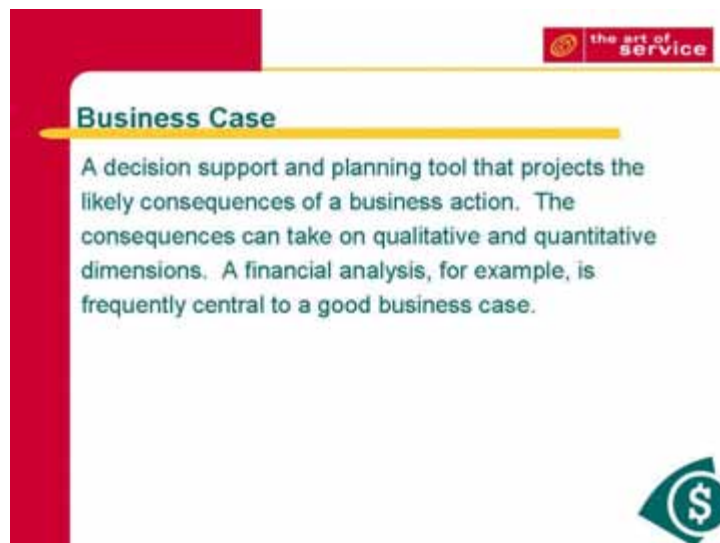 the art of
service
Business Case
A decision support and planning tool that projects the
likely consequences of a business action.  The
consequences can take on qualitative and quantitative
dimensions.  A financial analysis, for example, is
frequently central to a good business case.
$